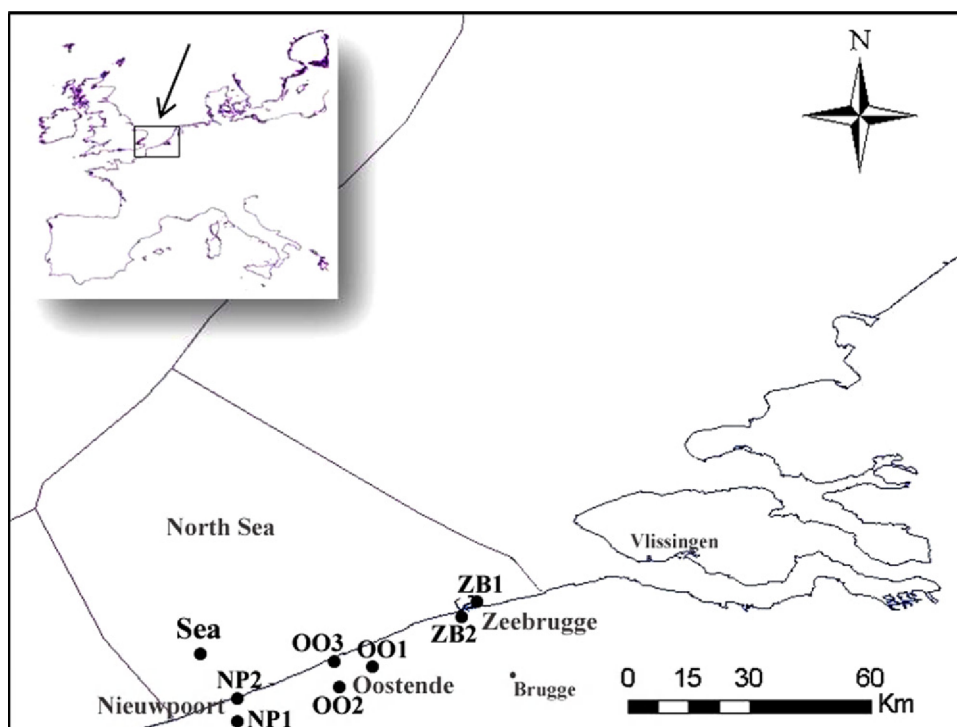 N
North Sea
Vlissingen
ZB1
ZB2 Zeebrugge
Sea
OO3 OO1
OO2 Oostende
NP2
Nieuwpoort
NP1
Brugge
0 15 30 60
Km